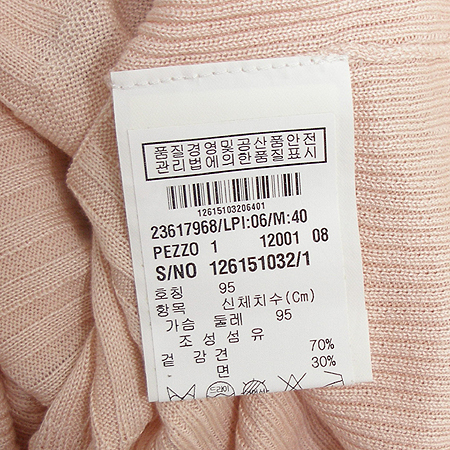 품질경영및공산품안전
관리법에의한품질표시
12615103206401
23617968/LPI:06/M:40
PEZZO 1 12001 08
S/NO 126151032/1
호칭 95
항목 신체치수(Cm)
가슴 둘레 95
조성섬유
겉 감견 70%
면 30%
드라이